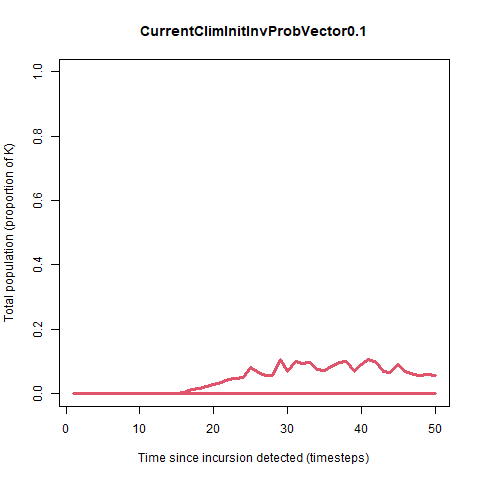 CurrentClimInitInvProbVector0.1
Total population (proportion of K)
1.0
0.8
0.6
0.4
0.2
0.0
0 10 20 30 40 50
Time since incursion detected (timesteps)